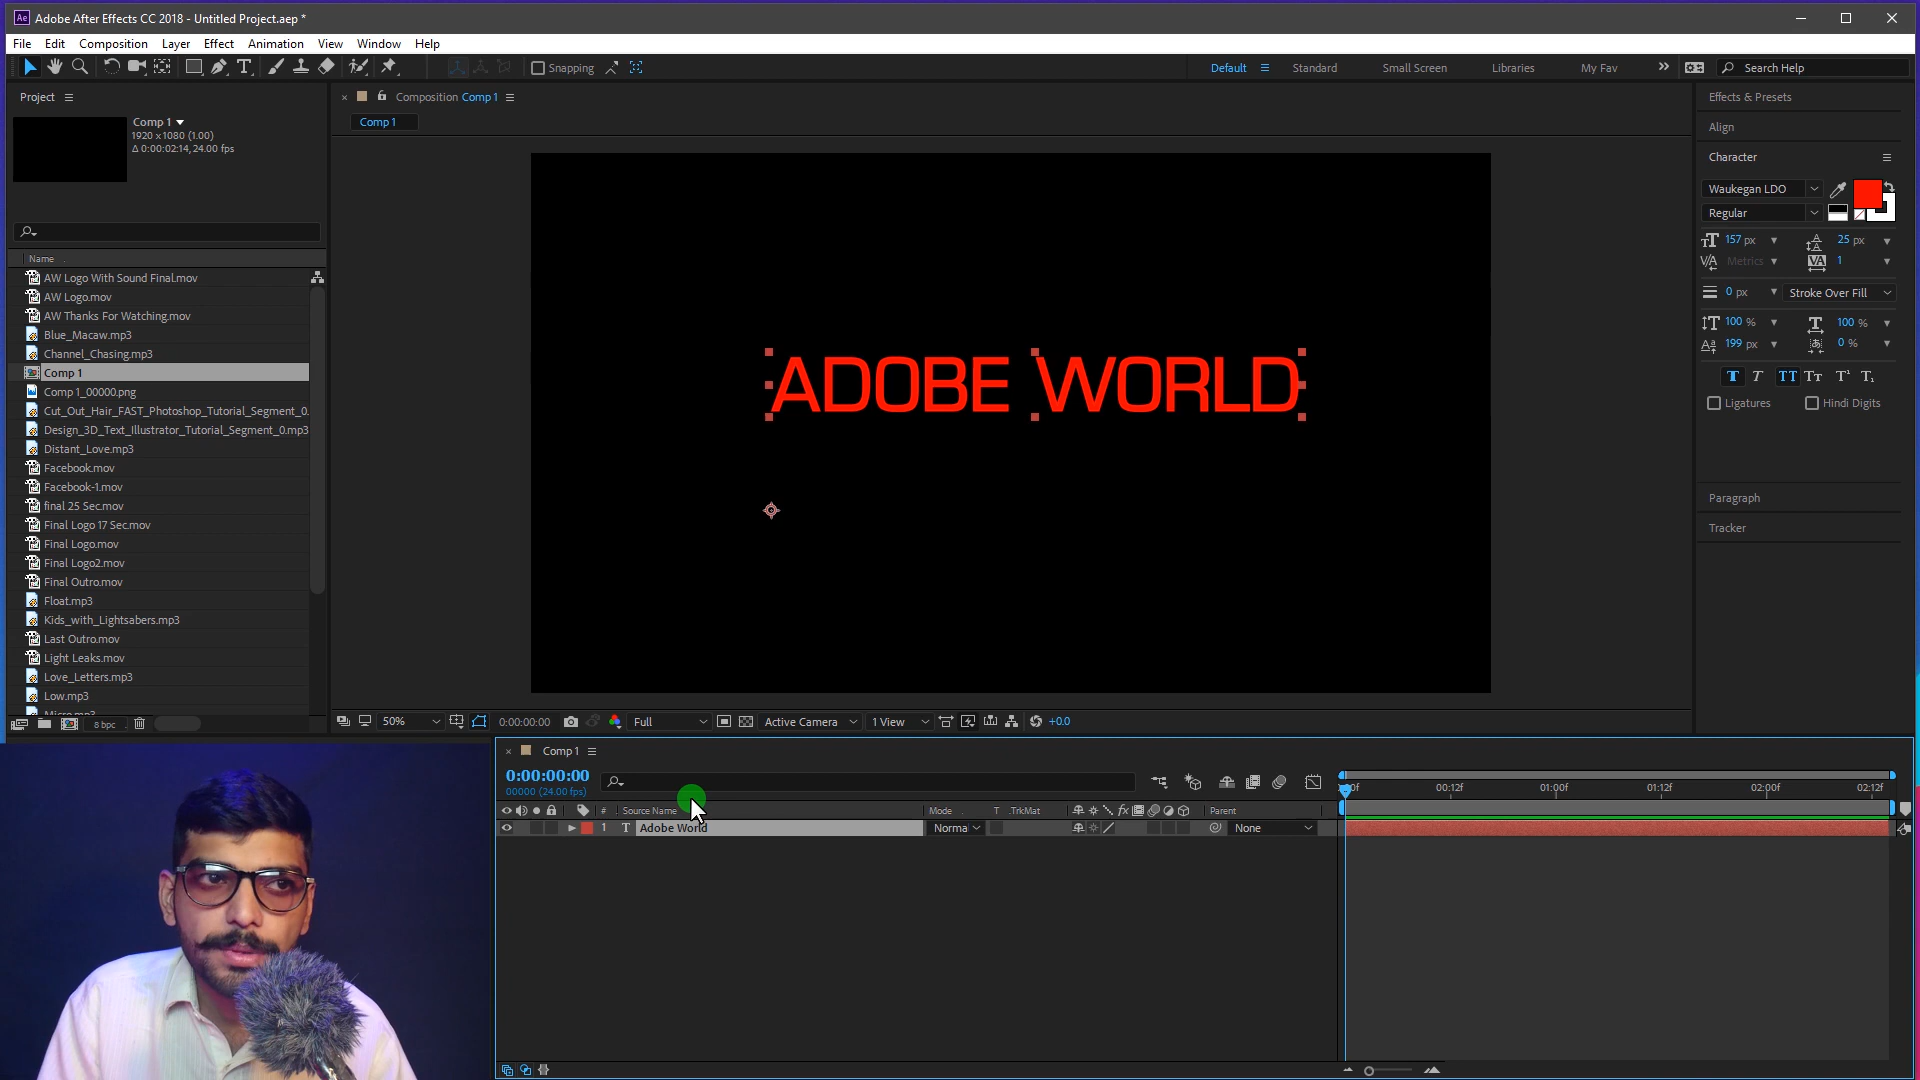 Adobe After Effects CC 2018 - Untitled Project.aep *
File Edit Composition Layer Effect Animation View Window Help
Snapping
Default Standard Small Screen Libraries My Fav Search Help
Project
Composition Comp 1
Comp 1
Comp 1
1920 x1080 (1.00)
Δ 0:00:02:14, 24.00 fps
Name
AW Logo With Sound Final.mov
AW Logo.mov
AW Thanks For Watching.mov
Blue_Macaw.mp3
Channel_Chasing.mp3
Comp 1
Comp 1_00000.png
Cut_Out_Hair_FAST_Photoshop_Tutorial_Segment_0.
Design_3D_Text_Illustrator_Tutorial_Segment_0.mp3
Distant_Love.mp3
Facebook.mov
Facebook-1.mov
final 25 Sec.mov
Final Logo 17 Sec.mov
Final Logo.mov
Final Logo2.mov
Final Outro.mov
Float.mp3
Kids_with_Lightsabers.mp3
Last Outro.mov
Light Leaks.mov
Love_Letters.mp3
Low.mp3
8 bpc
ADOBE WORLD
50% 0:00:00:00 Full Active Camera 1 View +0.0
Effects & Presets
Align
Character
Waukegan LDO
Regular
157 px 25 px
Metrics 1
0 px Stroke Over Fill
100 % 100 %
199 px 0 %
T T TT Tt T¹ T₁
Ligatures Hindi Digits
Paragraph
Tracker
Comp 1
0:00:00:00
00000 (24.00 fps)
00:12f 01:00f 01:12f 02:00f 02:12f
# Source Name Mode T .TrkMat Parent
1 T Adobe World Normal None